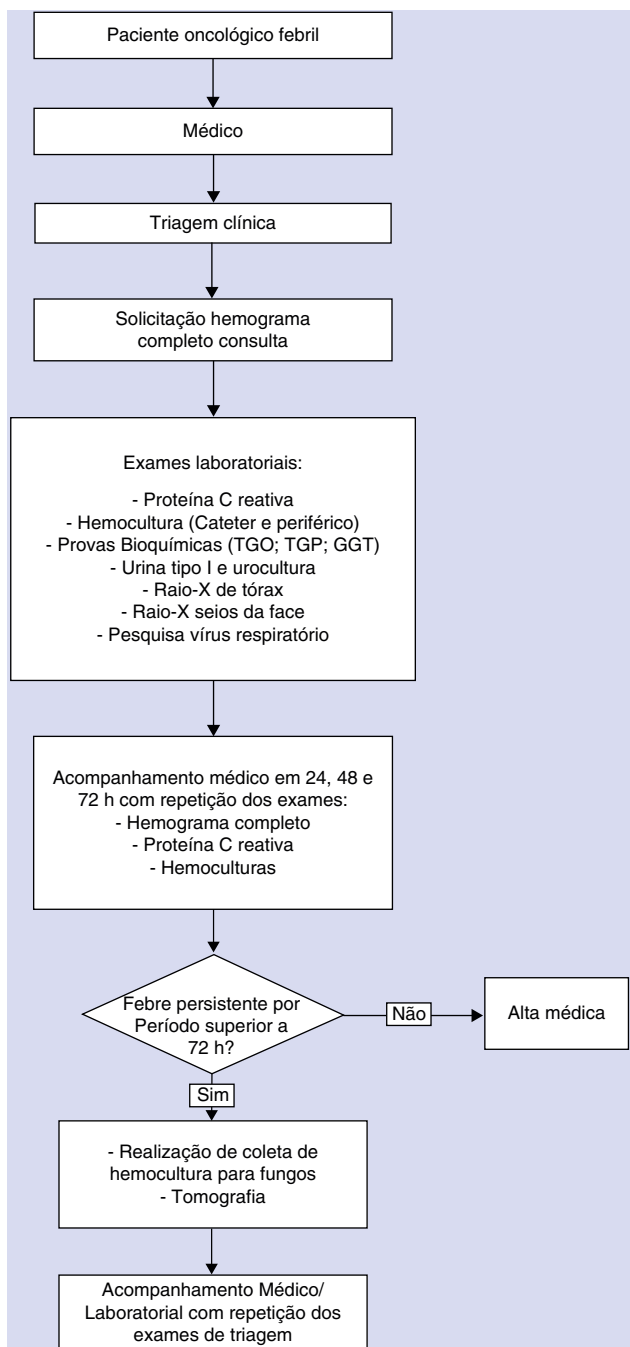 Paciente oncológico febril
Médico
Triagem clínica
Solicitação hemograma
completo consulta
Exames laboratoriais:
- Proteína C reativa
- Hemocultura (Cateter e periférico)
- Provas Bioquímicas (TGO; TGP; GGT)
- Urina tipo I e urocultura
- Raio-X de tórax
- Raio-X seios da face
- Pesquisa vírus respiratório
Acompanhamento médico em 24, 48 e
72 h com repetição dos exames:
- Hemograma completo
- Proteína C reativa
- Hemoculturas
Febre persistente por
Período superior a
72 h?
Não
Alta médica
Sim
- Realização de coleta de
hemocultura para fungos
- Tomografia
Acompanhamento Médico/
Laboratorial com repetição dos
exames de triagem